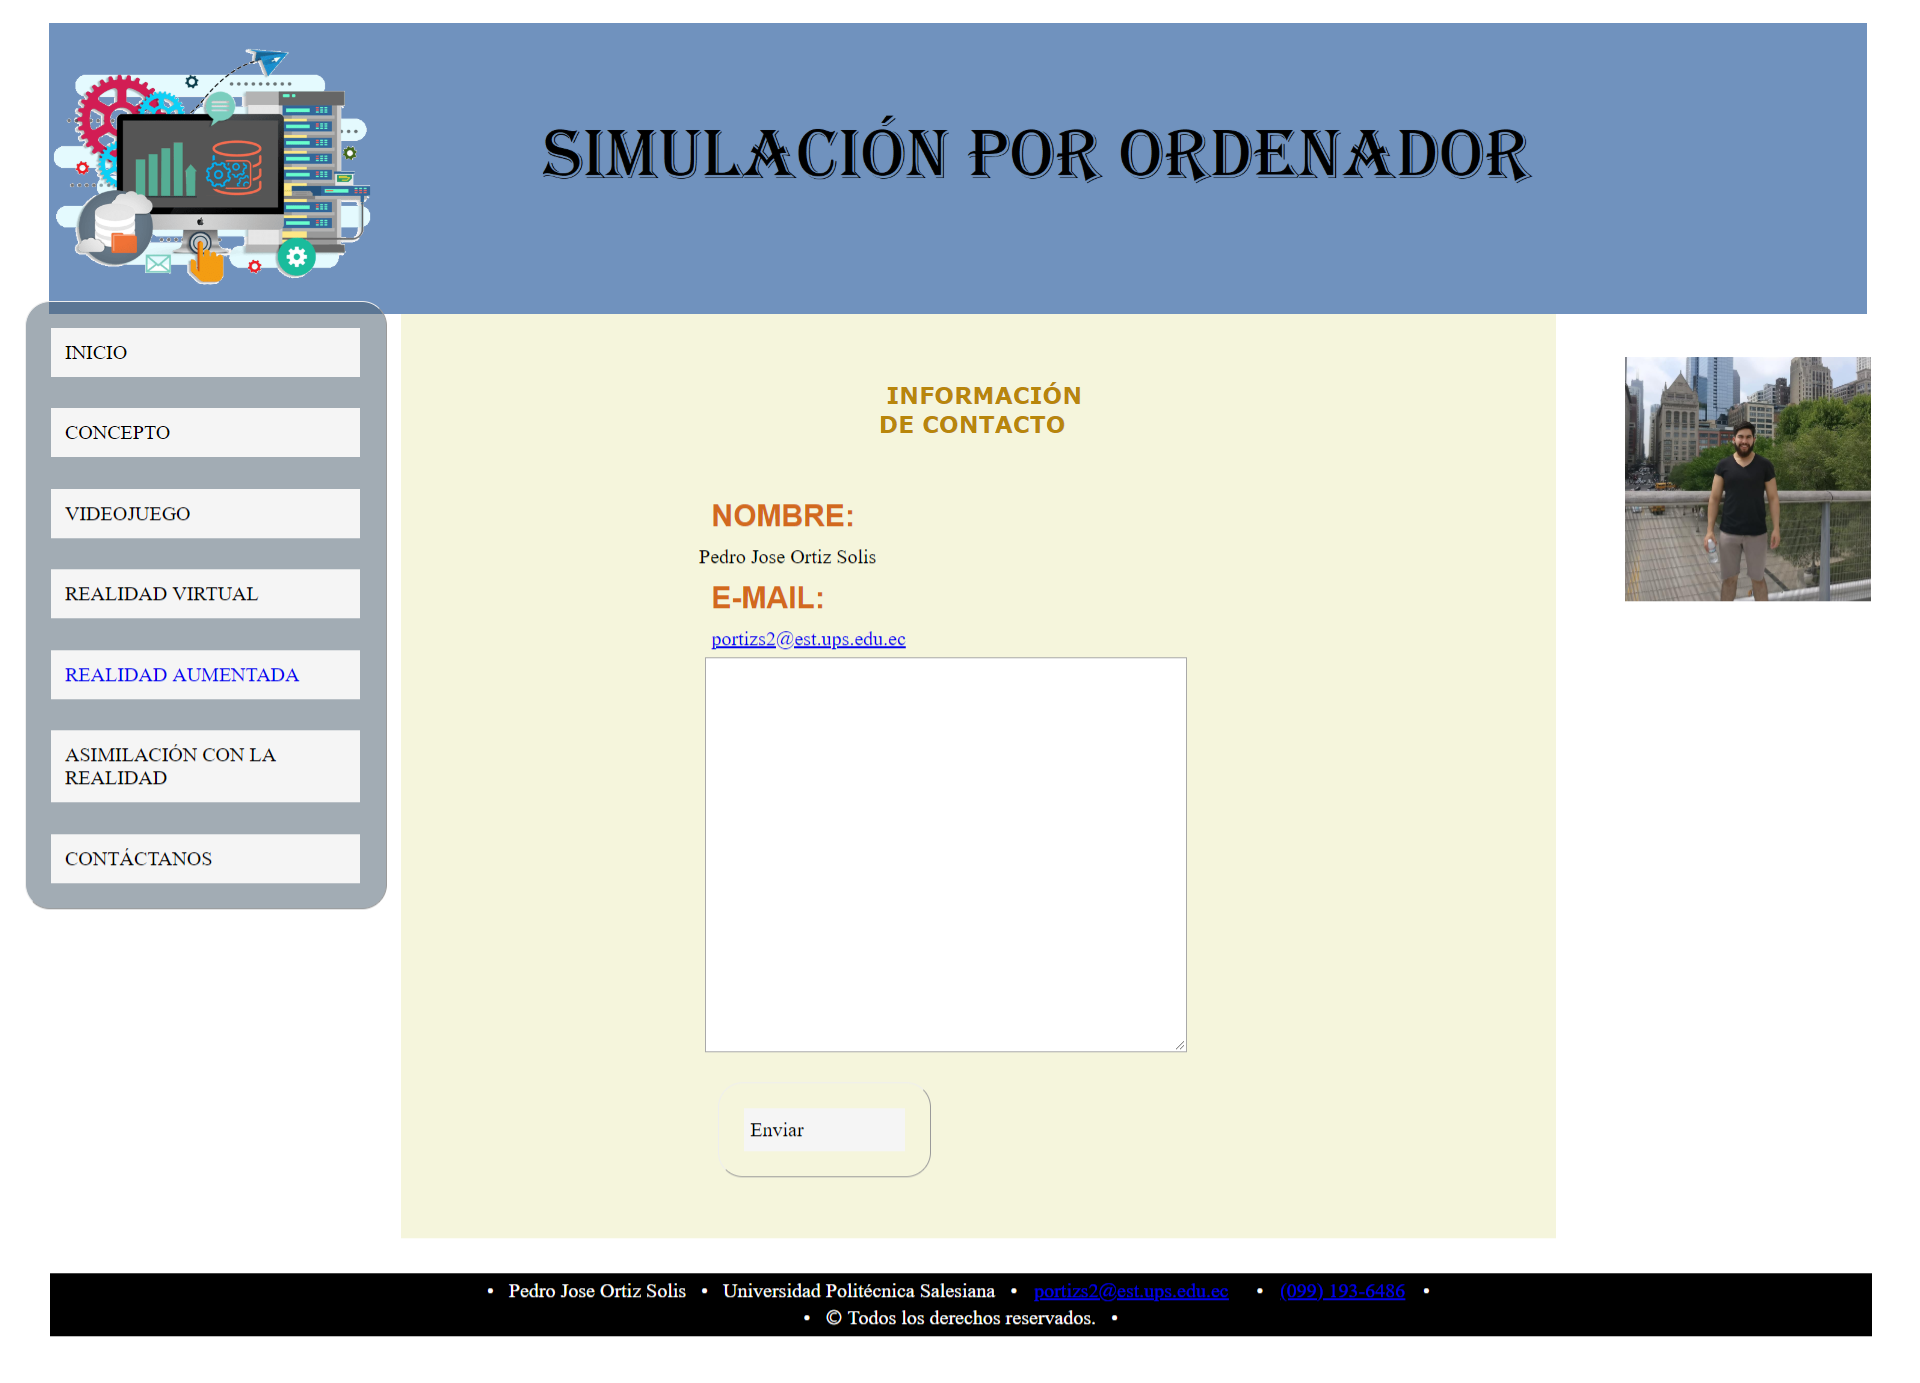 SIMULACIÓN POR ORDENADOR
INICIO
CONCEPTO
VIDEOJUEGO
REALIDAD VIRTUAL
REALIDAD AUMENTADA
ASIMILACIÓN CON LA
REALIDAD
CONTÁCTANOS
INFORMACIÓN
DE CONTACTO
NOMBRE:
Pedro Jose Ortiz Solis
E-MAIL:
portizs2@est.ups.edu.ec
Enviar
• Pedro Jose Ortiz Solis • Universidad Politécnica Salesiana • portizs2@est.ups.edu.ec • (099) 193-6486 •
• © Todos los derechos reservados. •